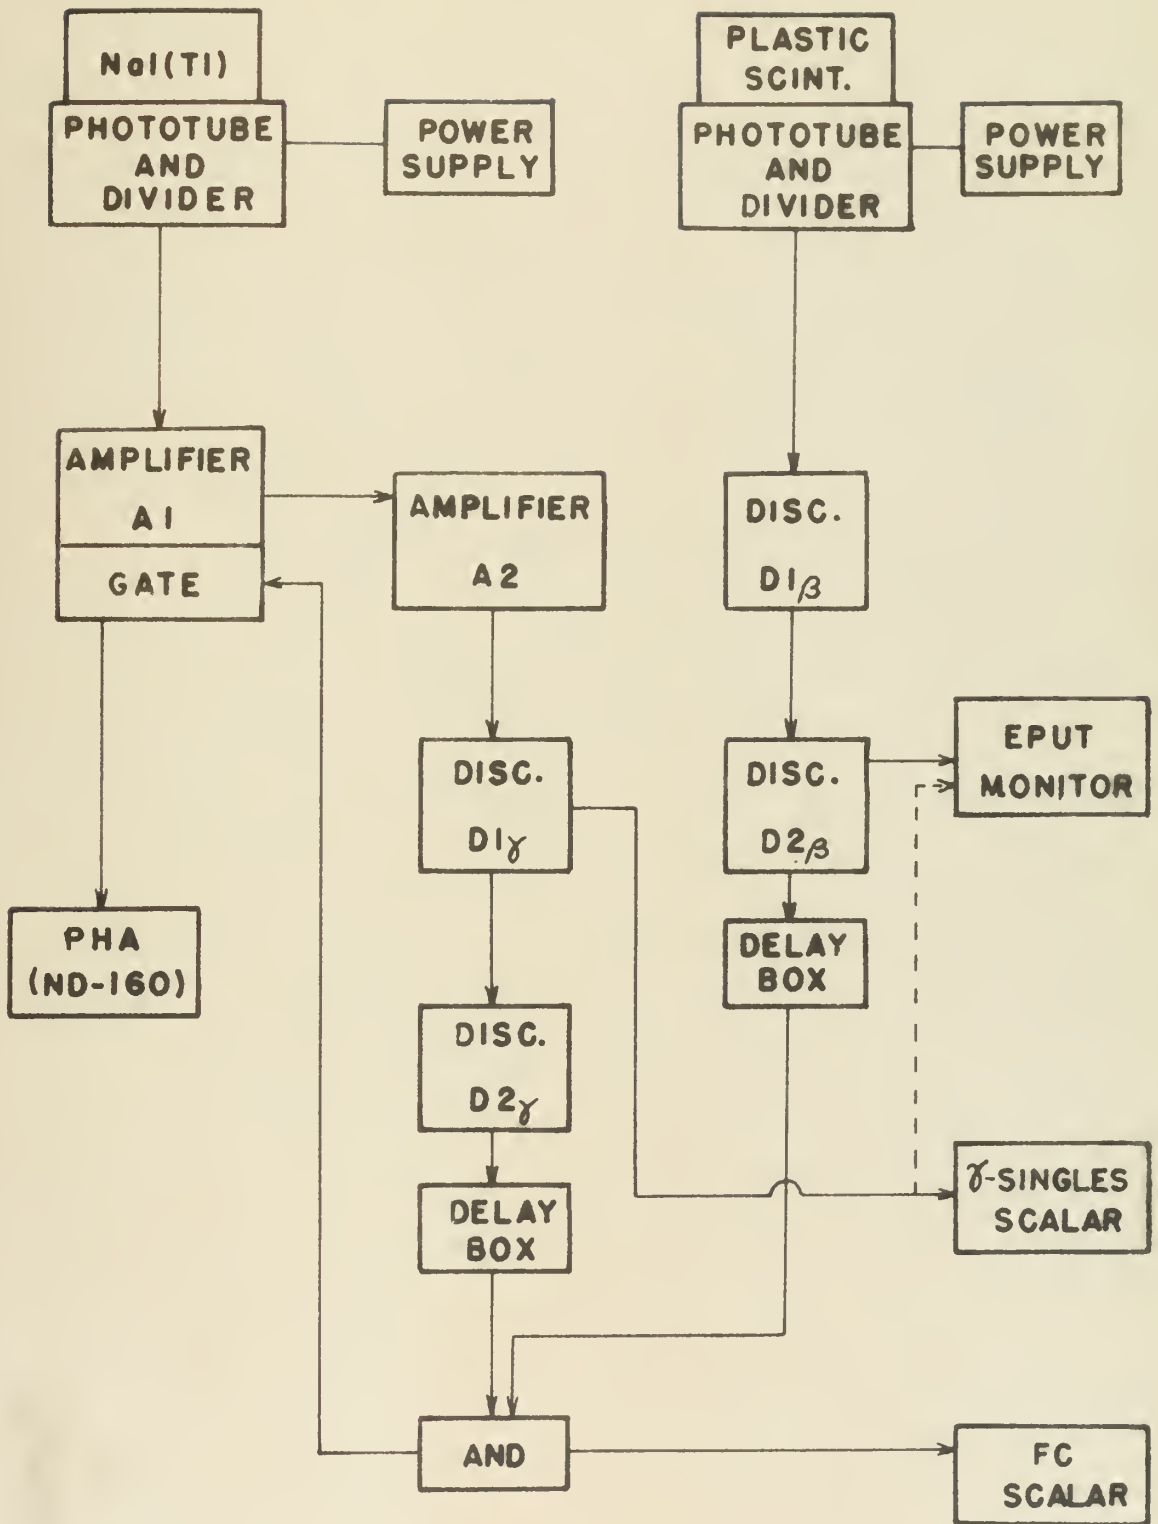 NaI(Tl)
PHOTOTUBE
AND
DIVIDER
POWER
SUPPLY
PLASTIC
SCINT.
PHOTOTUBE
AND
DIVIDER
POWER
SUPPLY
AMPLIFIER
A1
GATE
AMPLIFIER
A2
DISC.
D1β
DISC.
D1γ
DISC.
D2β
EPUT
MONITOR
PHA
(ND-160)
DELAY
BOX
DISC.
D2γ
DELAY
BOX
γ-SINGLES
SCALAR
AND
FC
SCALAR